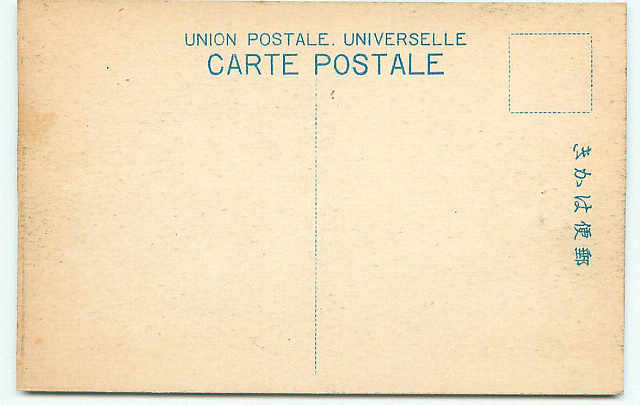 UNION POSTALE. UNIVERSELLE
CARTE POSTALE
郵便はかき